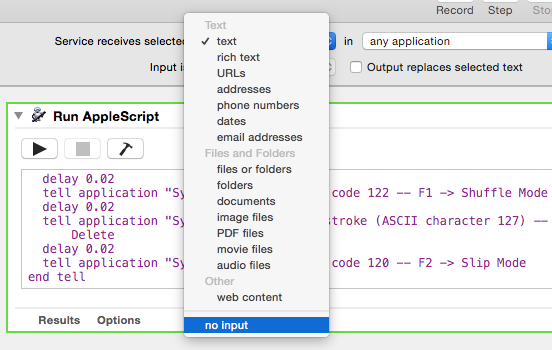 Record Step Sto
Service receives selected in any application
Input is Output replaces selected text
Text
✓ text
rich text
URLs
addresses
phone numbers
dates
email addresses
Files and Folders
files or folders
folders
documents
image files
PDF files
movie files
audio files
Other
web content
no input
Run AppleScript
delay 0.02
tell application "Sy code 122 -- F1 -> Shuffle Mode
delay 0.02
tell application "Sy stroke (ASCII character 127) --
Delete
delay 0.02
tell application "Sy code 120 -- F2 -> Slip Mode
end tell
Results Options